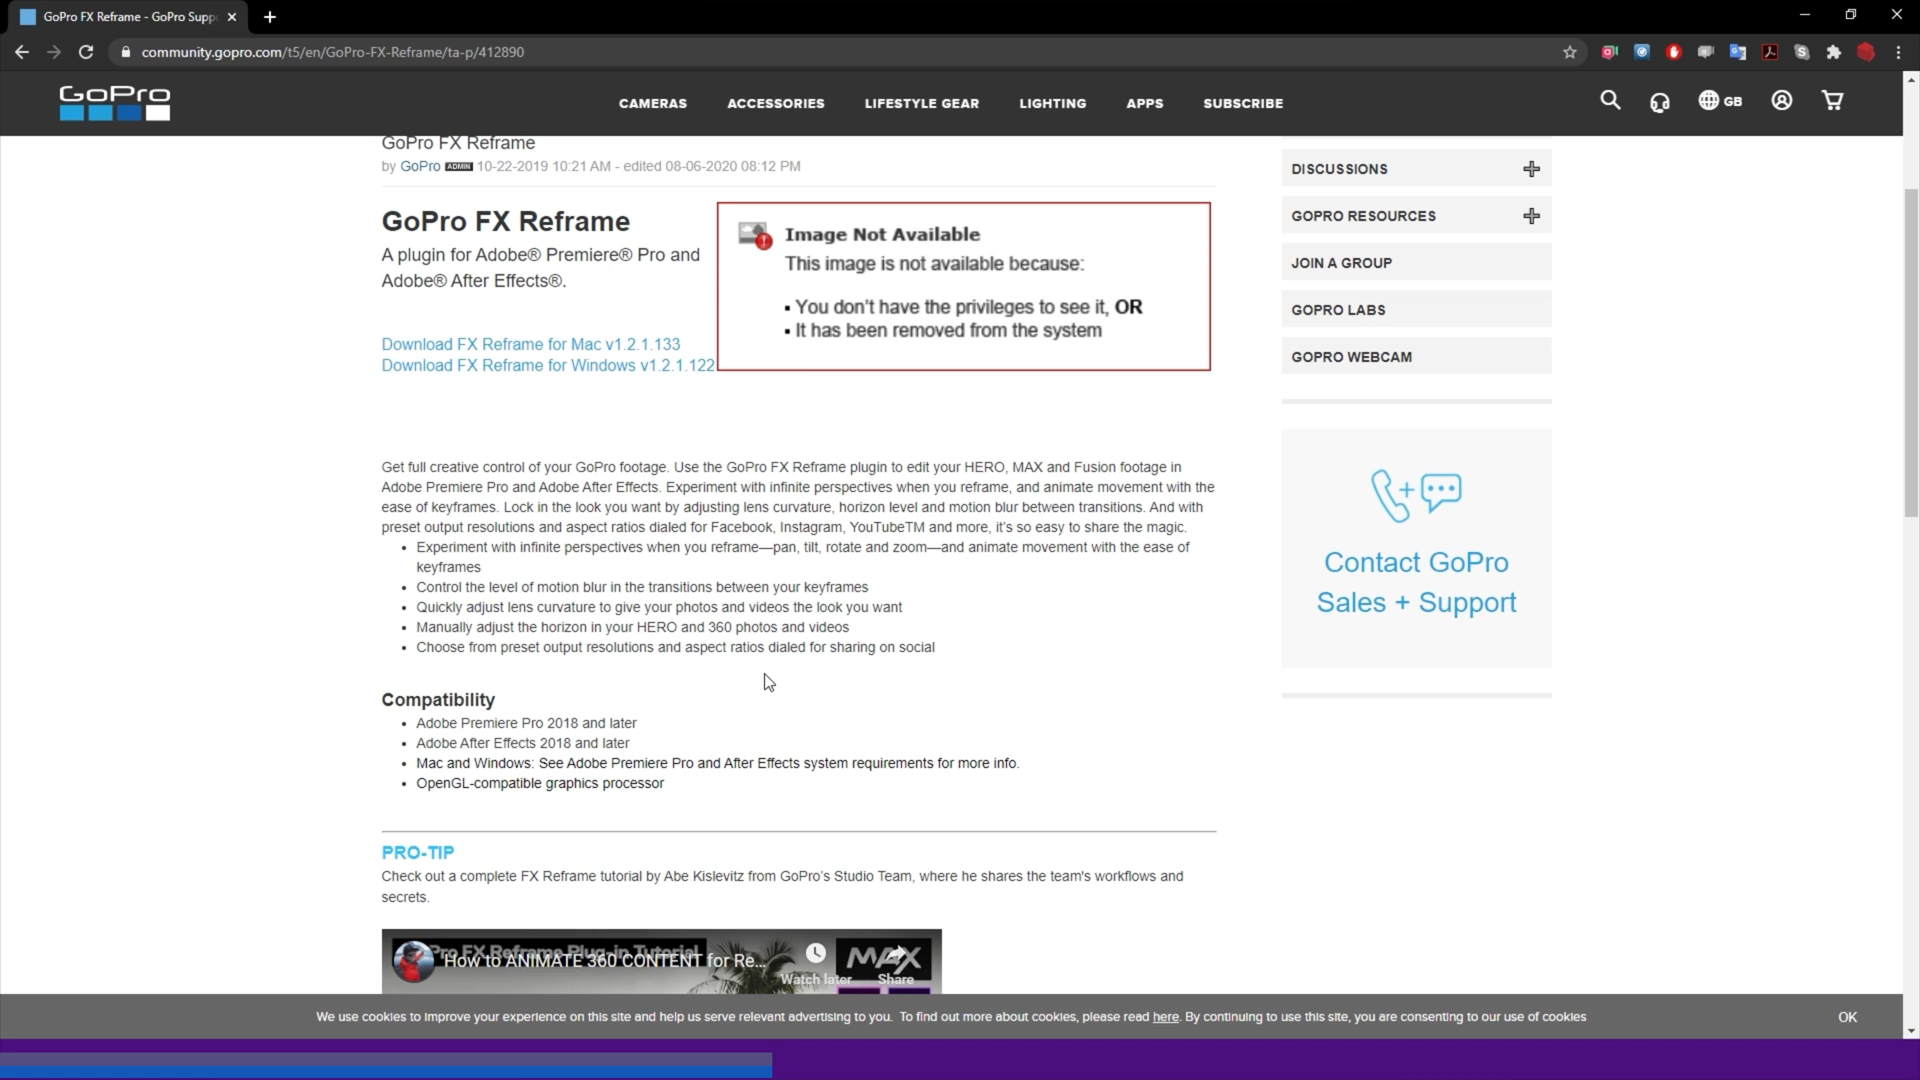 GoPro FX Reframe - GoPro Supp
community.gopro.com/t5/en/GoPro-FX-Reframe/ta-p/412890
GoPro
CAMERAS
ACCESSORIES
LIFESTYLE GEAR
LIGHTING
APPS
SUBSCRIBE
GB
GoPro FX Reframe
by GoPro ADMIN 10-22-2019 10:21 AM - edited 08-06-2020 08:12 PM
GoPro FX Reframe
A plugin for Adobe® Premiere® Pro and
Adobe® After Effects®.
Download FX Reframe for Mac v1.2.1.133
Download FX Reframe for Windows v1.2.1.122
Image Not Available
This image is not available because:
▪ You don't have the privileges to see it, OR
▪ It has been removed from the system
Get full creative control of your GoPro footage. Use the GoPro FX Reframe plugin to edit your HERO, MAX and Fusion footage in
Adobe Premiere Pro and Adobe After Effects. Experiment with infinite perspectives when you reframe, and animate movement with the
ease of keyframes. Lock in the look you want by adjusting lens curvature, horizon level and motion blur between transitions. And with
preset output resolutions and aspect ratios dialed for Facebook, Instagram, YouTubeTM and more, it's so easy to share the magic.
• Experiment with infinite perspectives when you reframe—pan, tilt, rotate and zoom—and animate movement with the ease of
keyframes
• Control the level of motion blur in the transitions between your keyframes
• Quickly adjust lens curvature to give your photos and videos the look you want
• Manually adjust the horizon in your HERO and 360 photos and videos
• Choose from preset output resolutions and aspect ratios dialed for sharing on social
Compatibility
• Adobe Premiere Pro 2018 and later
• Adobe After Effects 2018 and later
• Mac and Windows: See Adobe Premiere Pro and After Effects system requirements for more info.
• OpenGL-compatible graphics processor
PRO-TIP
Check out a complete FX Reframe tutorial by Abe Kislevitz from GoPro's Studio Team, where he shares the team's workflows and
secrets.
Pro FX Reframe Plug-in Tutorial
How to ANIMATE 360 CONTENT for Re...
Watch later
Share
MAX
DISCUSSIONS
GOPRO RESOURCES
JOIN A GROUP
GOPRO LABS
GOPRO WEBCAM
Contact GoPro
Sales + Support
We use cookies to improve your experience on this site and help us serve relevant advertising to you. To find out more about cookies, please read here. By continuing to use this site, you are consenting to our use of cookies
OK